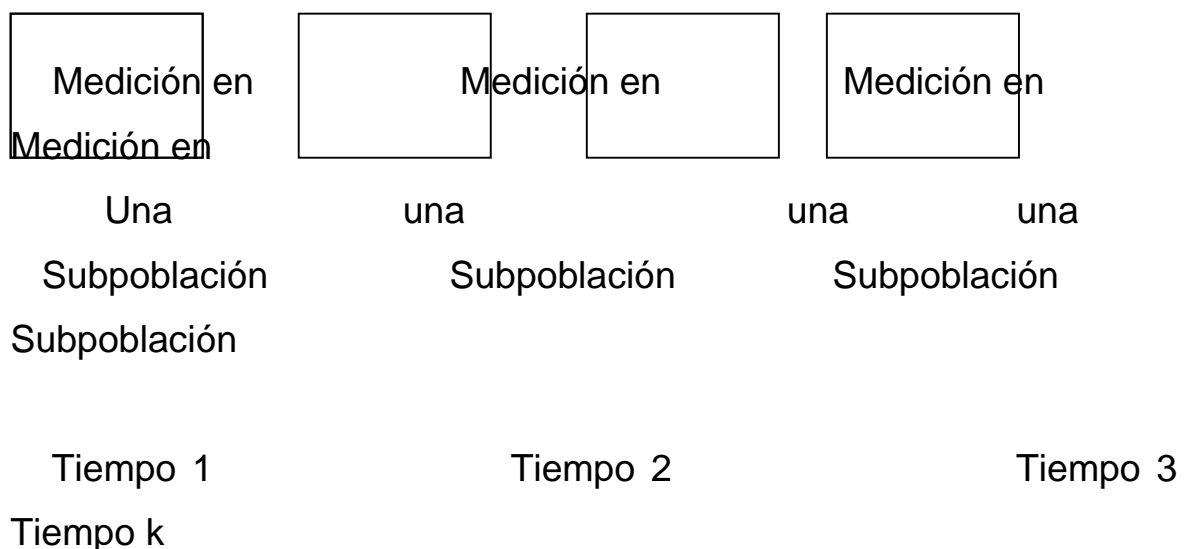 Medición en Medición en Medición en
Medición en
Una una una una
Subpoblación Subpoblación Subpoblación
Subpoblación
Tiempo 1 Tiempo 2 Tiempo 3
Tiempo k